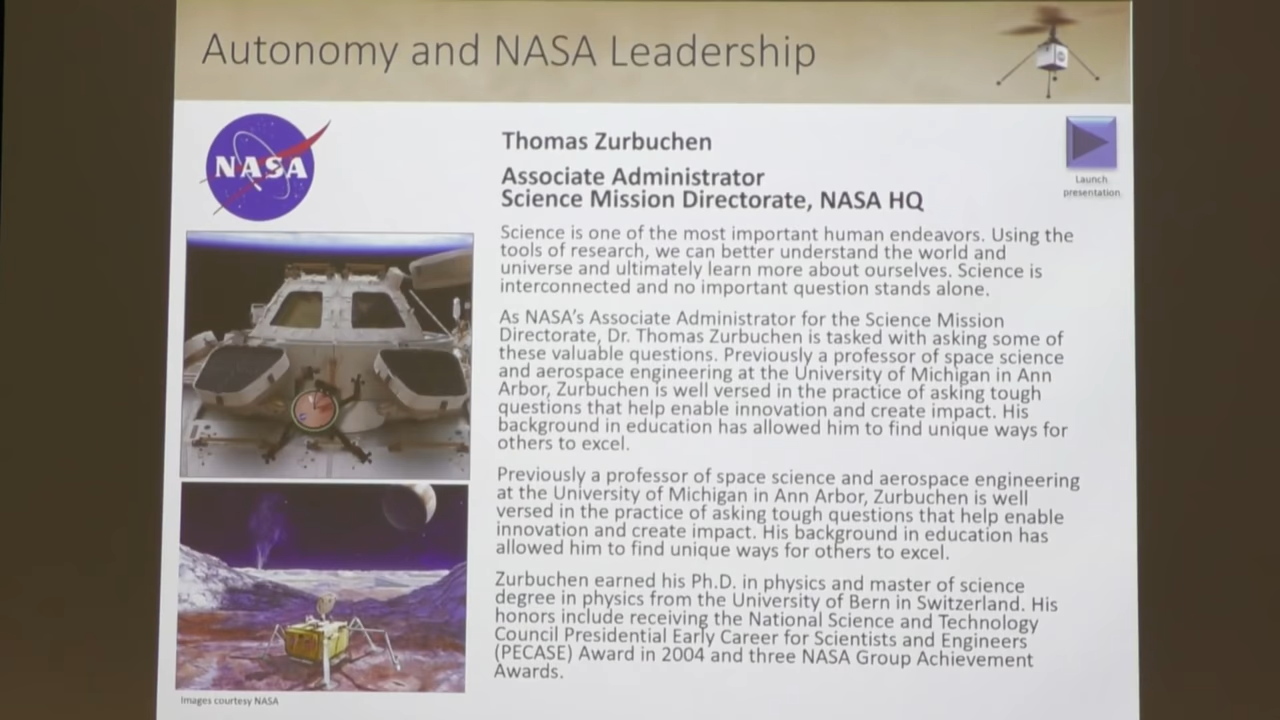 Autonomy and NASA Leadership
NASA
Thomas Zurbuchen
Associate Administrator
Science Mission Directorate, NASA HQ
Launch
presentation
Science is one of the most important human endeavors. Using the
tools of research, we can better understand the world and
universe and ultimately learn more about ourselves. Science is
interconnected and no important question stands alone.
As NASA's Associate Administrator for the Science Mission
Directorate, Dr. Thomas Zurbuchen is tasked with asking some of
these valuable questions. Previously a professor of space science
and aerospace engineering at the University of Michigan in Ann
Arbor, Zurbuchen is well versed in the practice of asking tough
questions that help enable innovation and create impact. His
background in education has allowed him to find unique ways for
others to excel.
Previously a professor of space science and aerospace engineering
at the University of Michigan in Ann Arbor, Zurbuchen is well
versed in the practice of asking tough questions that help enable
innovation and create impact. His background in education has
allowed him to find unique ways for others to excel.
Zurbuchen earned his Ph.D. in physics and master of science
degree in physics from the University of Bern in Switzerland. His
honors include receiving the National Science and Technology
Council Presidential Early Career for Scientists and Engineers
(PECASE) Award in 2004 and three NASA Group Achievement
Awards.
Images courtesy NASA